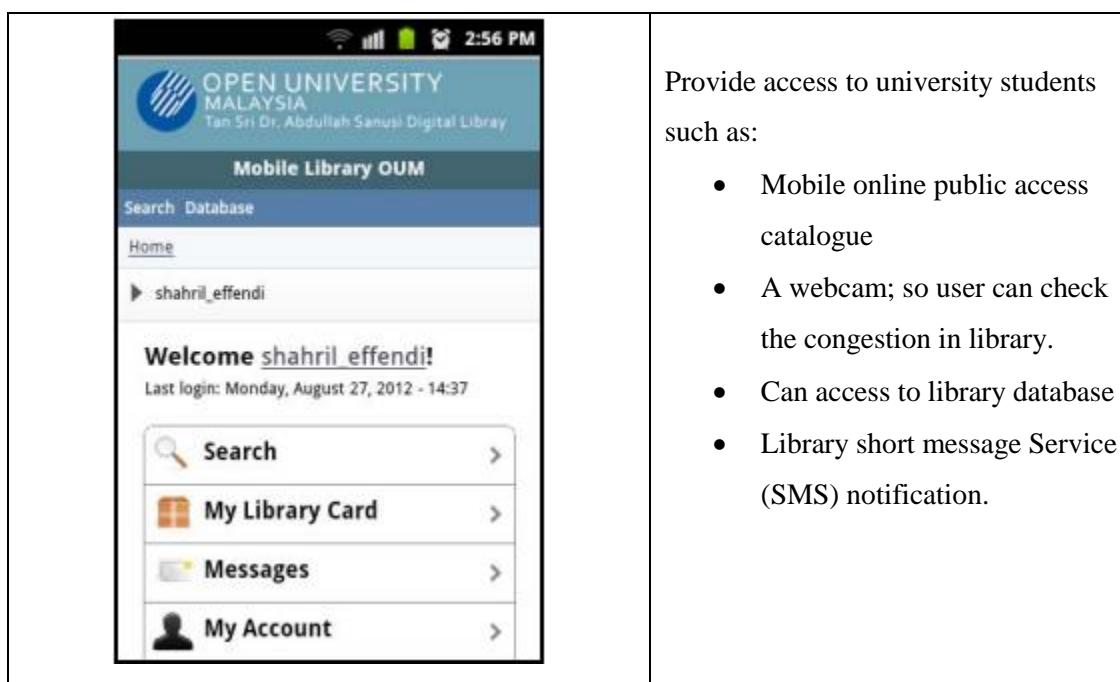 2:56 PM
OPEN UNIVERSITY
MALAYSIA
Tan Sri Dr. Abdullah Sanusi Digital Libray
Mobile Library OUM
Search Database
Home
shahril_effendi
Welcome shahril_effendi!
Last login: Monday, August 27, 2012 - 14:37
Search
My Library Card
Messages
My Account
Provide access to university students
such as:
• Mobile online public access
catalogue
• A webcam; so user can check
the congestion in library.
• Can access to library database
• Library short message Service
(SMS) notification.